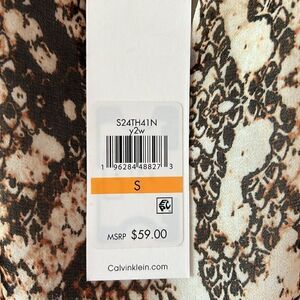 S24TH41N
y2w
1 96284 48827 3
S
MSRP $59.00
Calvinklein.com